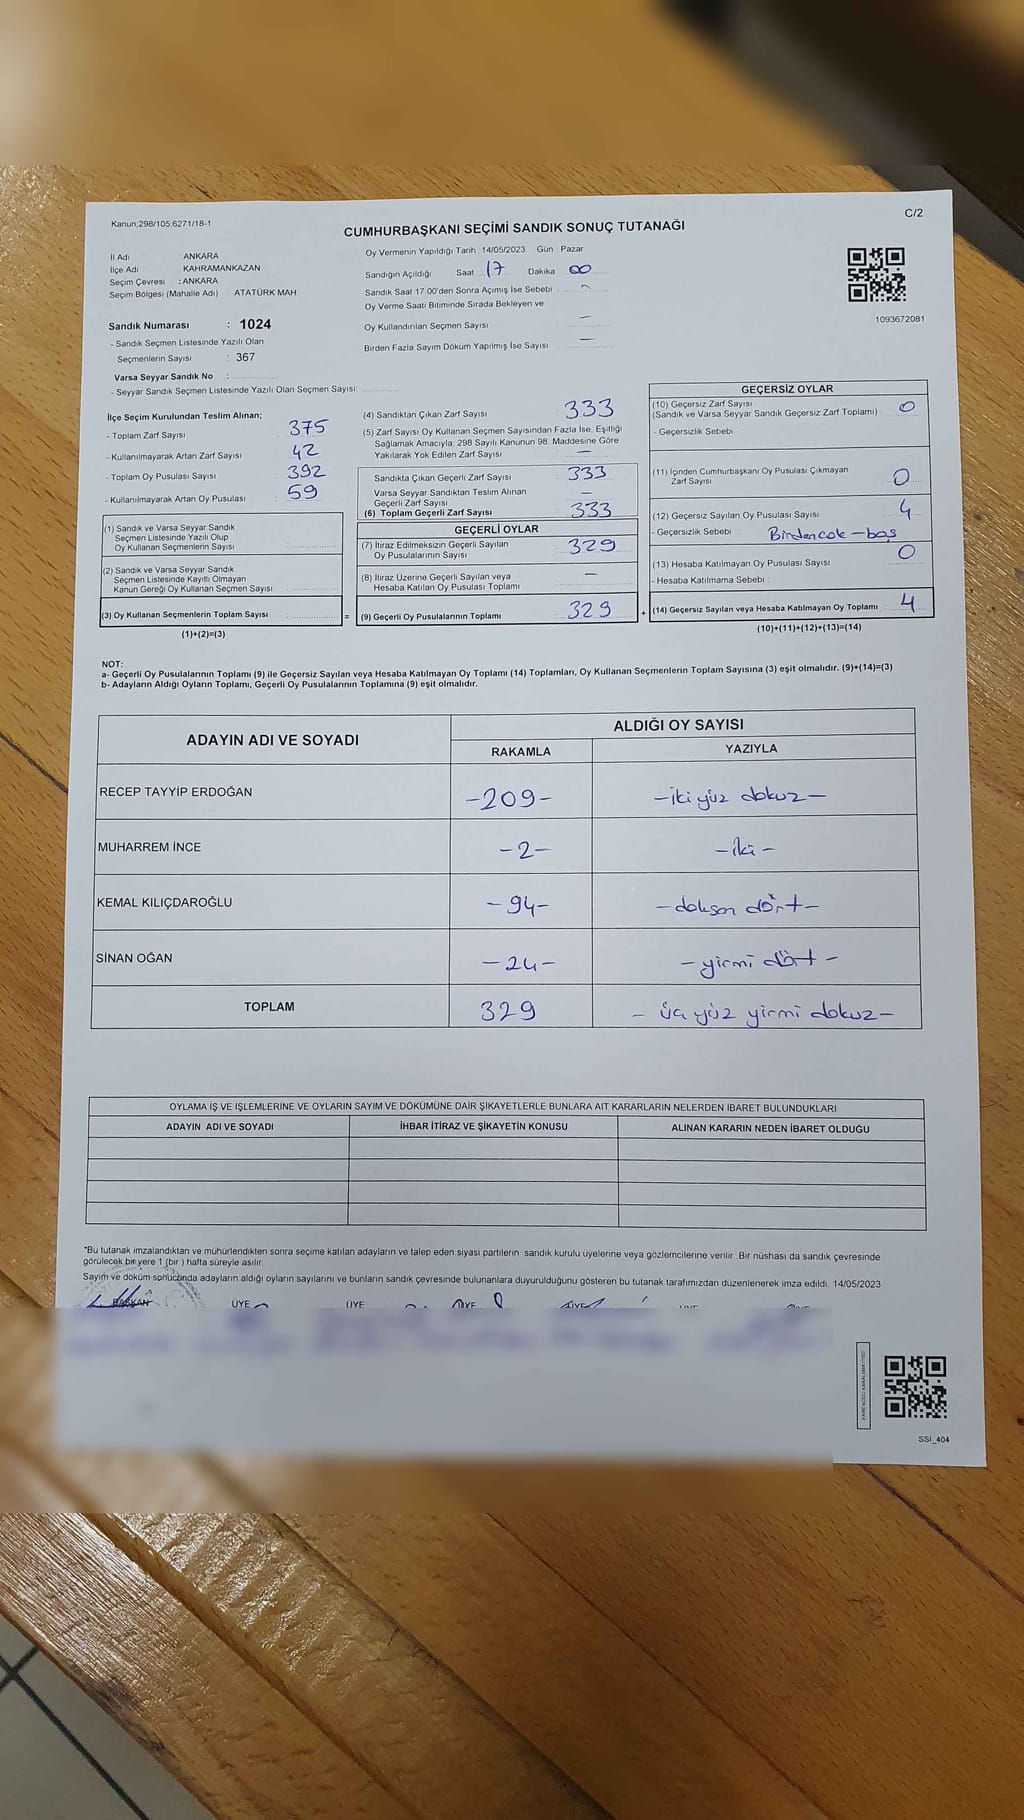 Kanun;298/105,6271/18-1
C/2
CUMHURBAŞKANI SEÇİMİ SANDIK SONUÇ TUTANAĞI
İl Adı : ANKARA
İlçe Adı : KAHRAMANKAZAN
Seçim Çevresi : ANKARA
Seçim Bölgesi (Mahalle Adı) ATATÜRK MAH.
Oy Vermenin Yapıldığı Tarih :14/05/2023 Gün : Pazar
Sandığın Açıldığı Saat : 17 Dakika : 00
Sandık Saat 17.00'den Sonra Açımış İse Sebebi :
Oy Verme Saati Bitiminde Sırada Bekleyen ve
Oy Kullandırılan Seçmen Sayısı : —
Birden Fazla Sayım Döküm Yapılmış İse Sayısı : —
1093672081
Sandık Numarası : 1024
- Sandık Seçmen Listesinde Yazılı Olan
Seçmenlerin Sayısı : 367
Varsa Seyyar Sandık No :
- Seyyar Sandık Seçmen Listesinde Yazılı Olan Seçmen Sayısı:
İlçe Seçim Kurulundan Teslim Alınan;
- Toplam Zarf Sayısı : 375
- Kullanılmayarak Artan Zarf Sayısı : 42
- Toplam Oy Pusulası Sayısı : 392
- Kullanılmayarak Artan Oy Pusulası : 59
(1) Sandık ve Varsa Seyyar Sandık
Seçmen Listesinde Yazılı Olup
Oy Kullanan Seçmenlerin Sayısı :
(2) Sandık ve Varsa Seyyar Sandık
Seçmen Listesinde Kayıtlı Olmayan
Kanun Gereği Oy Kullanan Seçmen Sayısı :
(3) Oy Kullanan Seçmenlerin Toplam Sayısı : =
(1)+(2)=(3)
(4) Sandıktan Çıkan Zarf Sayısı : 333
(5) Zarf Sayısı Oy Kullanan Seçmen Sayısından Fazla İse, Eşitliği
Sağlamak Amacıyla, 298 Sayılı Kanunun 98. Maddesine Göre
Yakılarak Yok Edilen Zarf Sayısı : —
Sandıkta Çıkan Geçerli Zarf Sayısı : 333
Varsa Seyyar Sandıktan Teslim Alınan
Geçerli Zarf Sayısı : —
(6) Toplam Geçerli Zarf Sayısı : 333
GEÇERLİ OYLAR
(7) İtiraz Edilmeksizin Geçerli Sayılan
Oy Pusulalarının Sayısı : 329
(8) İtiraz Üzerine Geçerli Sayılan veya
Hesaba Katılan Oy Pusulası Toplamı : —
(9) Geçerli Oy Pusulalarının Toplamı : 329 +
GEÇERSİZ OYLAR
(10) Geçersiz Zarf Sayısı
(Sandık ve Varsa Seyyar Sandık Geçersiz Zarf Toplamı) : 0
- Geçersizlik Sebebi :
(11) İçinden Cumhurbaşkanı Oy Pusulası Çıkmayan
Zarf Sayısı : 0
(12) Geçersiz Sayılan Oy Pusulası Sayısı : 4
- Geçersizlik Sebebi : Birdencok — boş
(13) Hesaba Katılmayan Oy Pusulası Sayısı : 0
- Hesaba Katılmama Sebebi :
(14) Geçersiz Sayılan veya Hesaba Katılmayan Oy Toplamı : 4
(10)+(11)+(12)+(13)=(14)
NOT:
a- Geçerli Oy Pusulalarının Toplamı (9) ile Geçersiz Sayılan veya Hesaba Katılmayan Oy Toplamı (14) Toplamları, Oy Kullanan Seçmenlerin Toplam Sayısına (3) eşit olmalıdır. (9)+(14)=(3)
b- Adayların Aldığı Oyların Toplamı, Geçerli Oy Pusulalarının Toplamına (9) eşit olmalıdır.
ADAYIN ADI VE SOYADI ALDIĞI OY SAYISI
RAKAMLA YAZIYLA
RECEP TAYYİP ERDOĞAN -209- -iki yüz dokuz-
MUHARREM İNCE -2- -iki-
KEMAL KILIÇDAROĞLU -94- -doksan dört-
SİNAN OĞAN -24- -yirmi dört-
TOPLAM 329 - üç yüz yirmi dokuz-
OYLAMA İŞ VE İŞLEMLERİNE VE OYLARIN SAYIM VE DÖKÜMÜNE DAİR ŞİKAYETLERLE BUNLARA AİT KARARLARIN NELERDEN İBARET BULUNDUKLARI
ADAYIN ADI VE SOYADI İHBAR İTİRAZ VE ŞİKAYETİN KONUSU ALINAN KARARIN NEDEN İBARET OLDUĞU
*Bu tutanak imzalandıktan ve mühürlendikten sonra seçime katılan adayların ve talep eden siyası partilerin sandık kurulu üyelerine veya gözlemcilerine verilir. Bir nüshası da sandık çevresinde
görülecek bir yere 1 (bir ) hafta süreyle asılır.
Sayım ve döküm sonucunda adayların aldığı oyların sayılarını ve bunların sandık çevresinde bulunanlara duyurulduğunu gösteren bu tutanak tarafımızdan düzenlenerek imza edildi. 14/05/2023
BAŞKAN ÜYE ÜYE ÜYE ÜYE
SSI_404